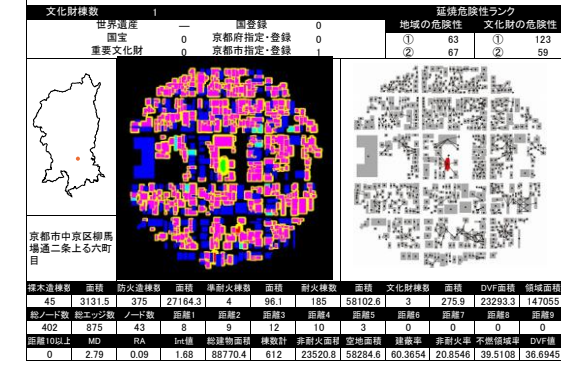 文化財棟数 1 延焼危険性ランク
世界遺産 — 国登録 0 地域の危険性 文化財の危険性
国宝 0 京都府指定・登録 0 ① 63 ① 123
重要文化財 0 京都市指定・登録 1 ② 67 ② 59
京都市中京区柳馬
場通二条上る六町
目
裸木造棟数 面積 防火造棟数 面積 準耐火棟数 面積 耐火棟数 面積 文化財棟数 面積 DVF面積 領域面積
45 3131.5 375 27164.3 4 96.1 185 58102.6 3 275.9 23293.3 147055
総ノード数 総エッジ数 ノード数 距離1 距離2 距離3 距離4 距離5 距離6 距離7 距離8 距離9
402 875 43 8 9 12 10 3 0 0 0 0
距離10以上 MD RA Int値 総建物面積 棟数計 非耐火面積 空地面積 建蔽率 非耐火率 不燃領域率 DVF値
0 2.79 0.09 1.68 88770.4 612 23520.8 58284.6 60.3654 20.8546 39.5108 36.6945